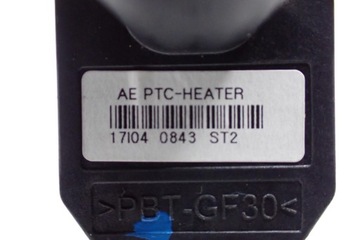 AE PTC-HEATER
17I04 0843 ST2
>PBT-GF30<